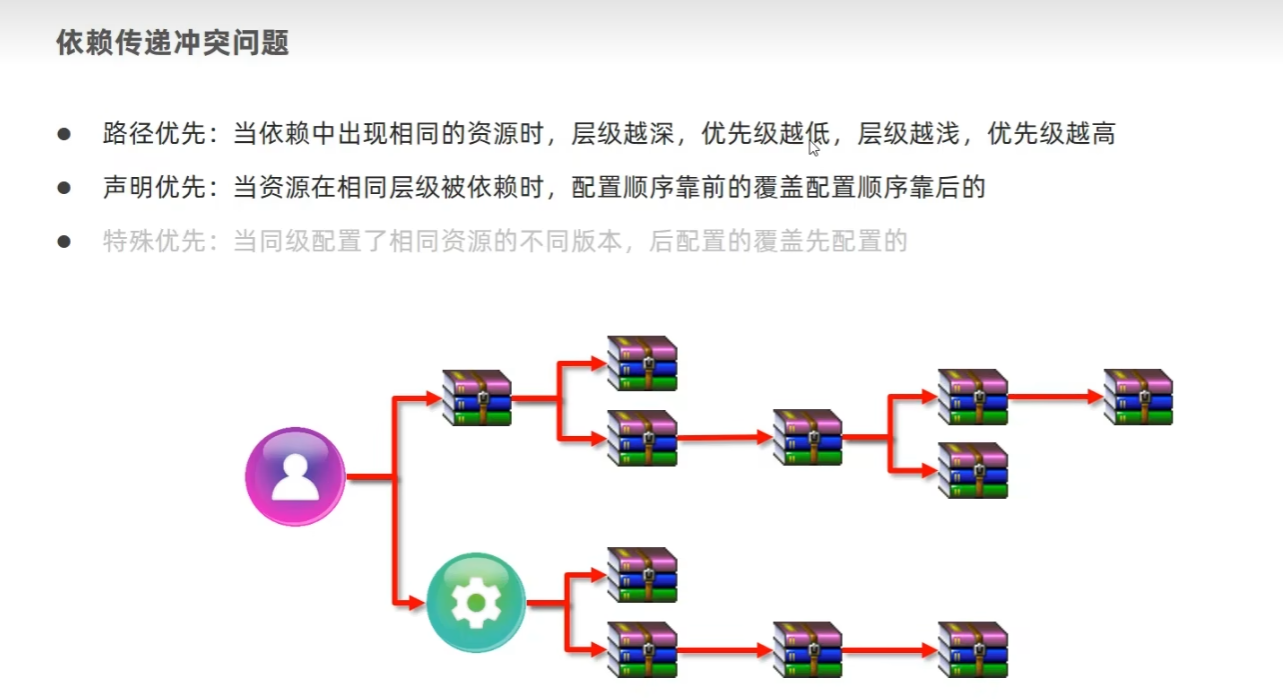 依赖传递冲突问题
● 路径优先：当依赖中出现相同的资源时，层级越深，优先级越低，层级越浅，优先级越高
● 声明优先：当资源在相同层级被依赖时，配置顺序靠前的覆盖配置顺序靠后的
● 特殊优先：当同级配置了相同资源的不同版本，后配置的覆盖先配置的